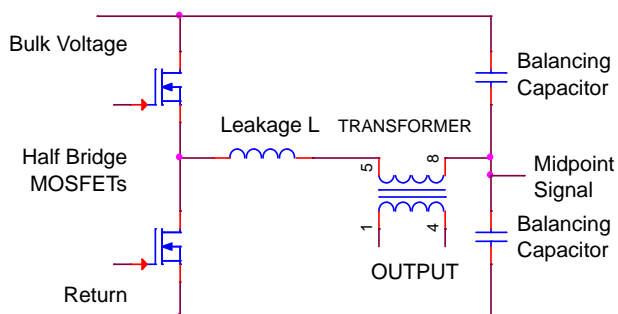 Bulk Voltage
Balancing
Capacitor
Leakage L
TRANSFORMER
Half Bridge
MOSFETs
5
8
Midpoint
Signal
1
4
Balancing
Capacitor
OUTPUT
Return